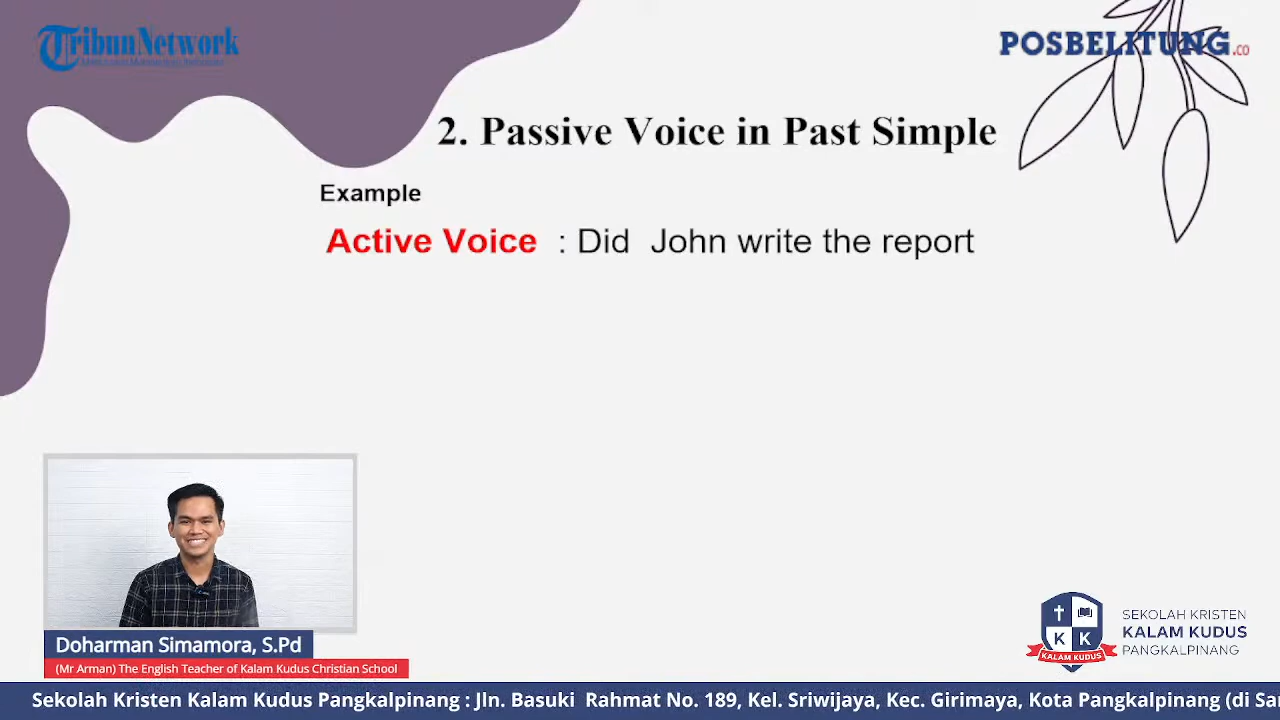 TribunNetwork
POSBELITUNG.co
2. Passive Voice in Past Simple
Example
Active Voice : Did John write the report
Doharman Simamora, S.Pd
(Mr Arman) The English Teacher of Kalam Kudus Christian School
K K
KALAM KUDUS
SEKOLAH KRISTEN
KALAM KUDUS
PANGKALPINANG
Sekolah Kristen Kalam Kudus Pangkalpinang : Jln. Basuki Rahmat No. 189, Kel. Sriwijaya, Kec. Girimaya, Kota Pangkalpinang (di Sa